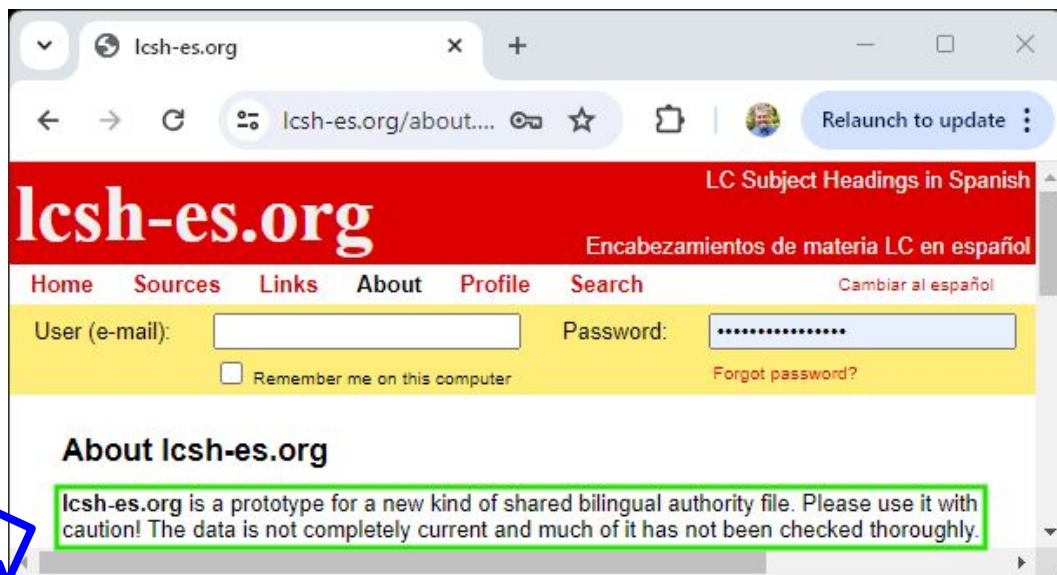 lcsh-es.org
lcsh-es.org/about....
Relaunch to update
lcsh-es.org
LC Subject Headings in Spanish
Encabezamientos de materia LC en español
Home Sources Links About Profile Search Cambiar al español
User (e-mail): Password: ••••••••••••••••
Remember me on this computer Forgot password?
About lcsh-es.org
lcsh-es.org is a prototype for a new kind of shared bilingual authority file. Please use it with
caution! The data is not completely current and much of it has not been checked thoroughly.